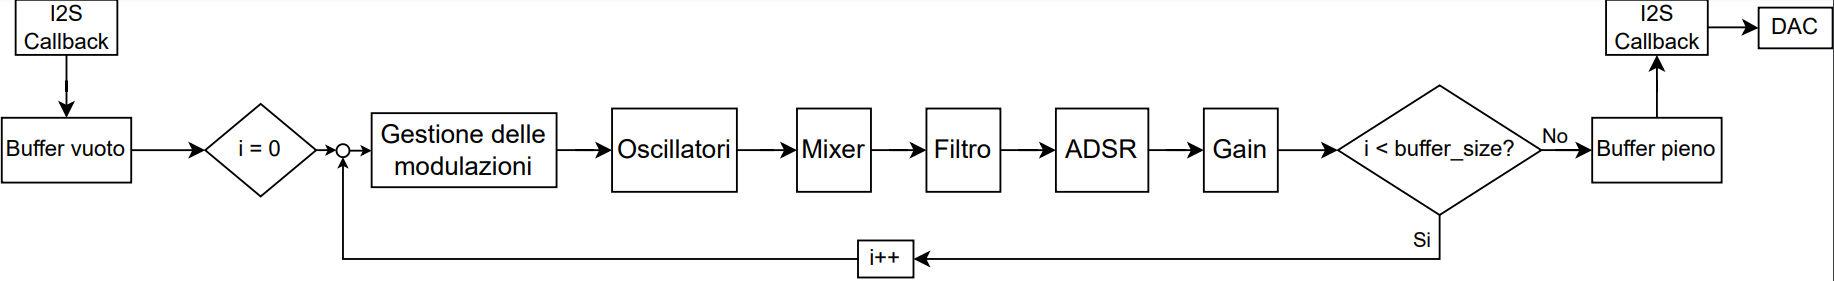 I2S
Callback
Buffer vuoto
i = 0
Gestione delle
modulazioni
Oscillatori
Mixer
Filtro
ADSR
Gain
i < buffer_size?
No
Si
i++
Buffer pieno
I2S
Callback
DAC